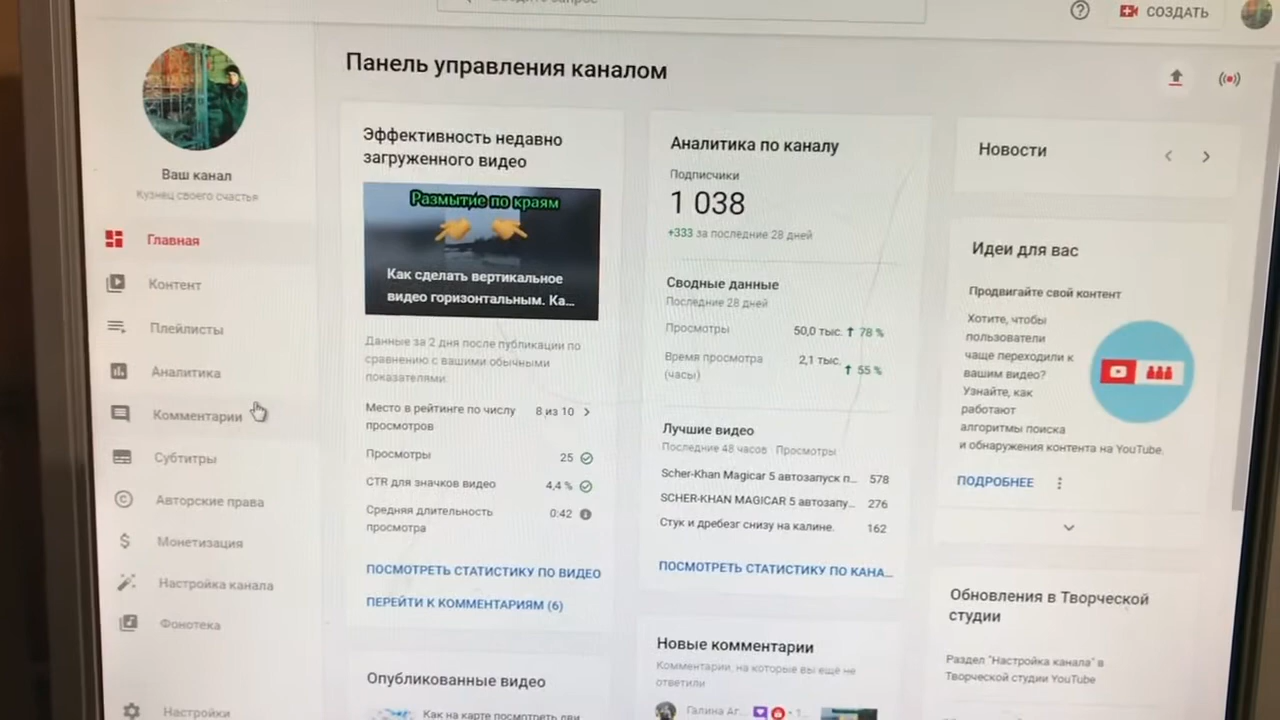 СОЗДАТЬ
Ваш канал
Кузнец своего счастья
Главная
Контент
Плейлисты
Аналитика
Комментарии
Субтитры
Авторские права
Монетизация
Настройка канала
Фонотека
Настройки
Панель управления каналом
Эффективность недавно
загруженного видео
Размытие по краям
Как сделать вертикальное
видео горизонтальным. Ка...
Данные за 2 дня после публикации по
сравнению с вашими обычными
показателями.
Место в рейтинге по числу
просмотров
8 из 10
Просмотры
25
CTR для значков видео
4,4 %
Средняя длительность
просмотра
0:42
ПОСМОТРЕТЬ СТАТИСТИКУ ПО ВИДЕО
ПЕРЕЙТИ К КОММЕНТАРИЯМ (6)
Опубликованные видео
Как на карте посмотреть дви
Аналитика по каналу
Подписчики
1 038
+333 за последние 28 дней
Сводные данные
Последние 28 дней
Просмотры
50,0 тыс. 78 %
Время просмотра
(часы)
2,1 тыс. 55 %
Лучшие видео
Последние 48 часов · Просмотры
Scher-Khan Magicar 5 автозапуск п... 578
SCHER-KHAN MAGICAR 5 автозапу... 276
Стук и дребезг снизу на калине. 162
ПОСМОТРЕТЬ СТАТИСТИКУ ПО КАНА...
Новые комментарии
Комментарии, на которые вы ещё не
ответили
Галина Аг...
Новости
Идеи для вас
Продвигайте свой контент
Хотите, чтобы
пользователи
чаще переходили к
вашим видео?
Узнайте, как
работают
алгоритмы поиска
и обнаружения контента на YouTube.
ПОДРОБНЕЕ
Обновления в Творческой
студии
Раздел "Настройка канала" в
Творческой студии YouTube